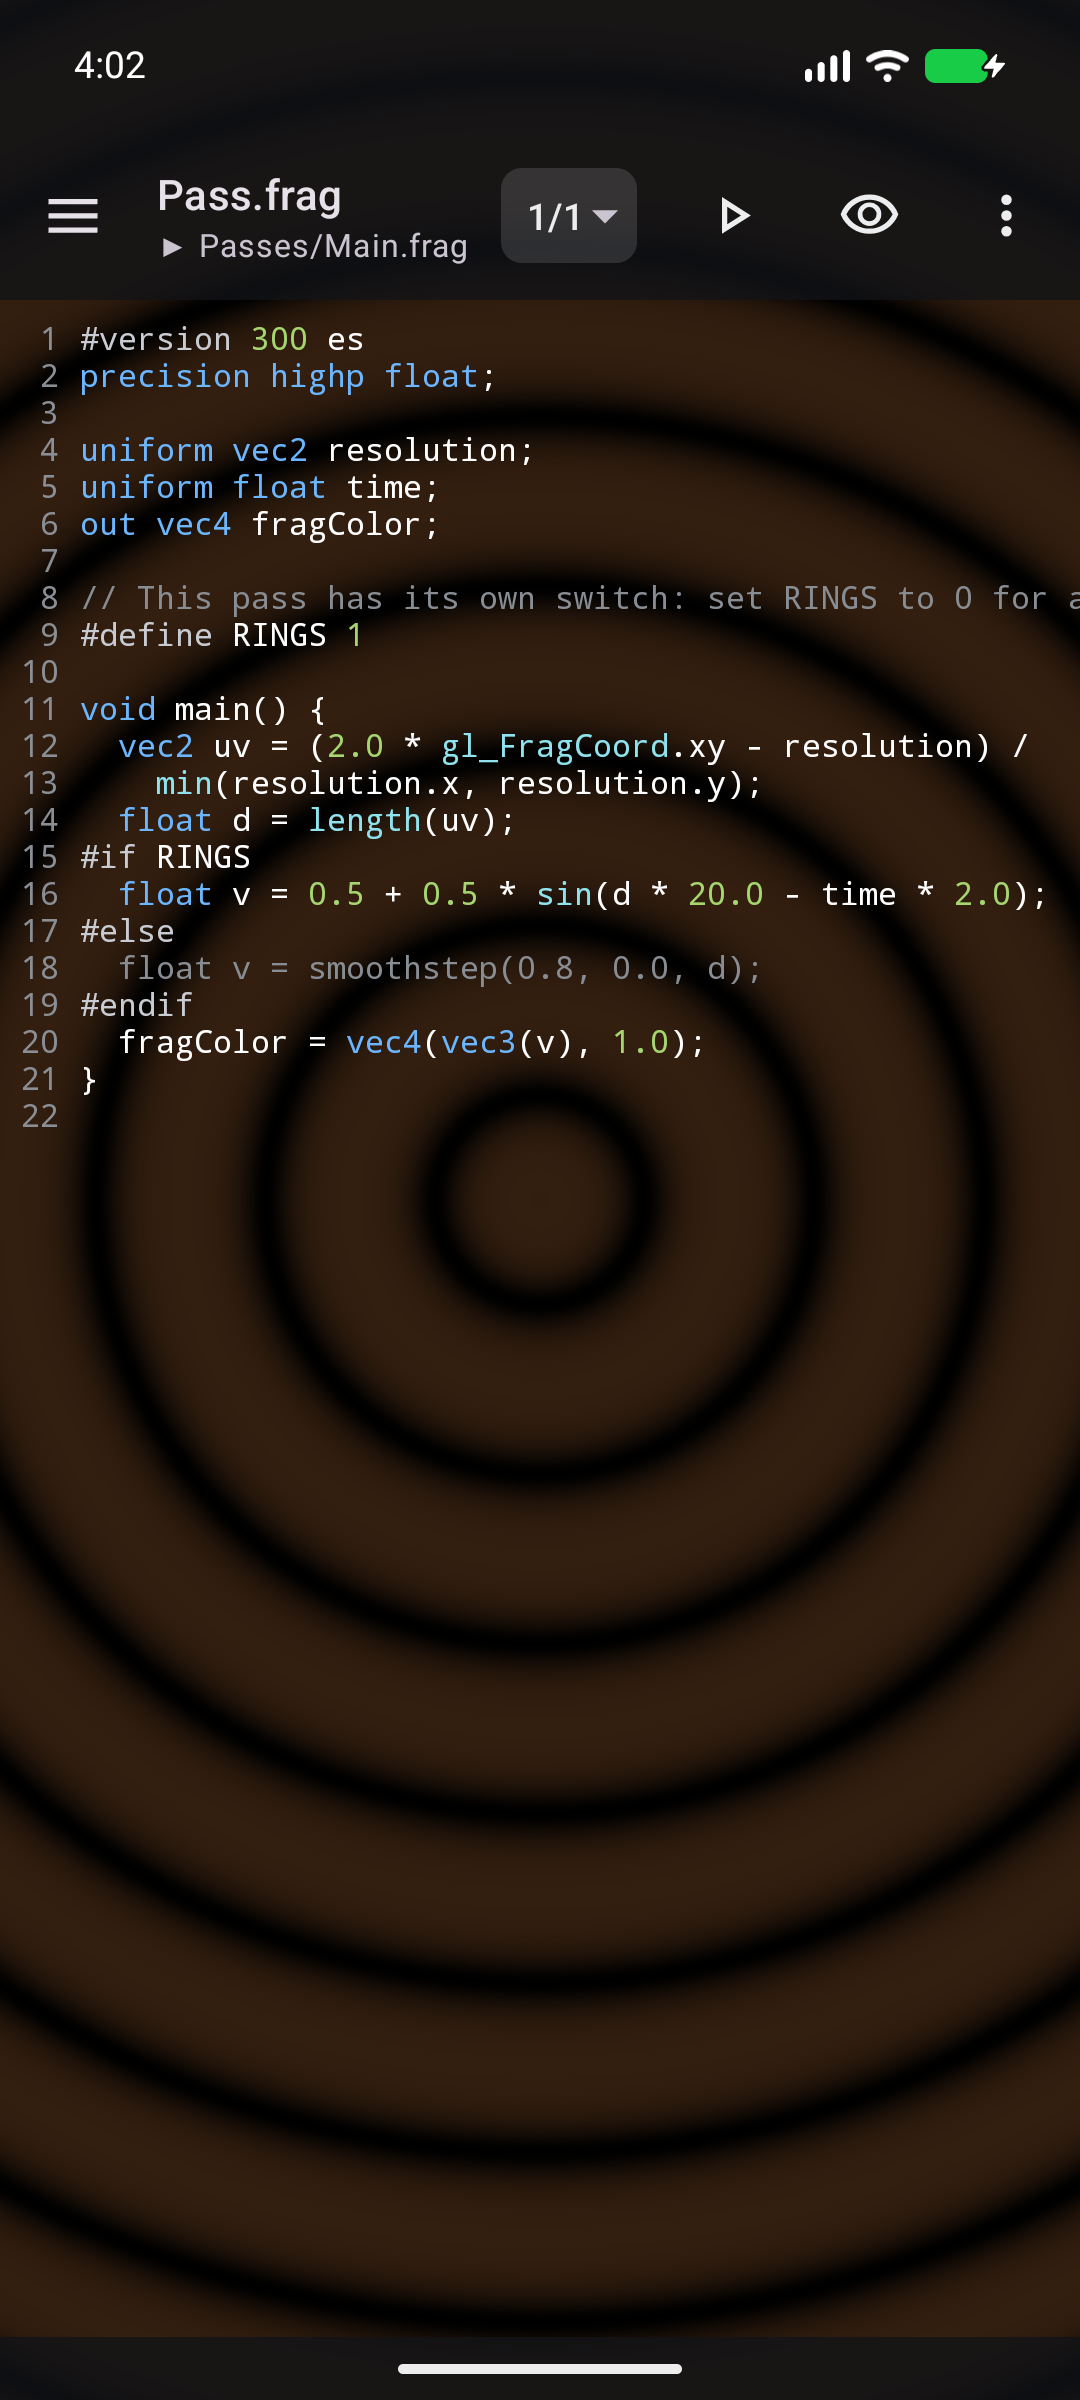 4:02
Pass.frag
► Passes/Main.frag
1/1
1 #version 300 es
2 precision highp float;
3
4 uniform vec2 resolution;
5 uniform float time;
6 out vec4 fragColor;
7
8 // This pass has its own switch: set RINGS to 0 for a
9 #define RINGS 1
10
11 void main() {
12   vec2 uv = (2.0 * gl_FragCoord.xy - resolution) /
13     min(resolution.x, resolution.y);
14   float d = length(uv);
15 #if RINGS
16   float v = 0.5 + 0.5 * sin(d * 20.0 - time * 2.0);
17 #else
18   float v = smoothstep(0.8, 0.0, d);
19 #endif
20   fragColor = vec4(vec3(v), 1.0);
21 }
22